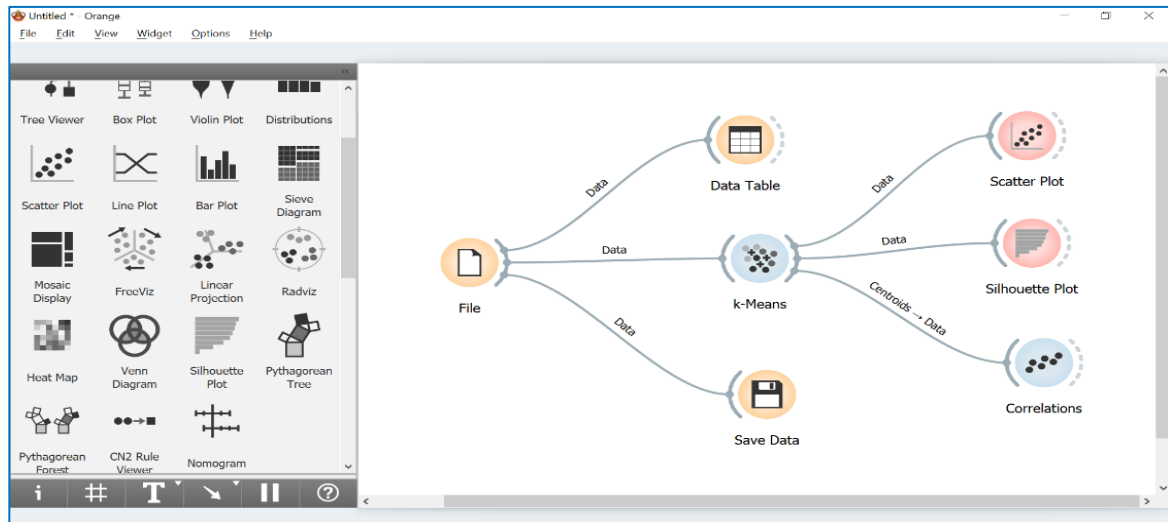 Untitled * - Orange
File Edit View Widget Options Help
Tree Viewer Box Plot Violin Plot Distributions
Scatter Plot Line Plot Bar Plot Sieve Diagram
Mosaic Display FreeViz Linear Projection Radviz
Heat Map Venn Diagram Silhouette Plot Pythagorean Tree
Pythagorean Forest CN2 Rule Viewer Nomogram
i # T ?
File
Data
Data
Data
Data Table
k-Means
Save Data
Data
Data
Centroids → Data
Scatter Plot
Silhouette Plot
Correlations